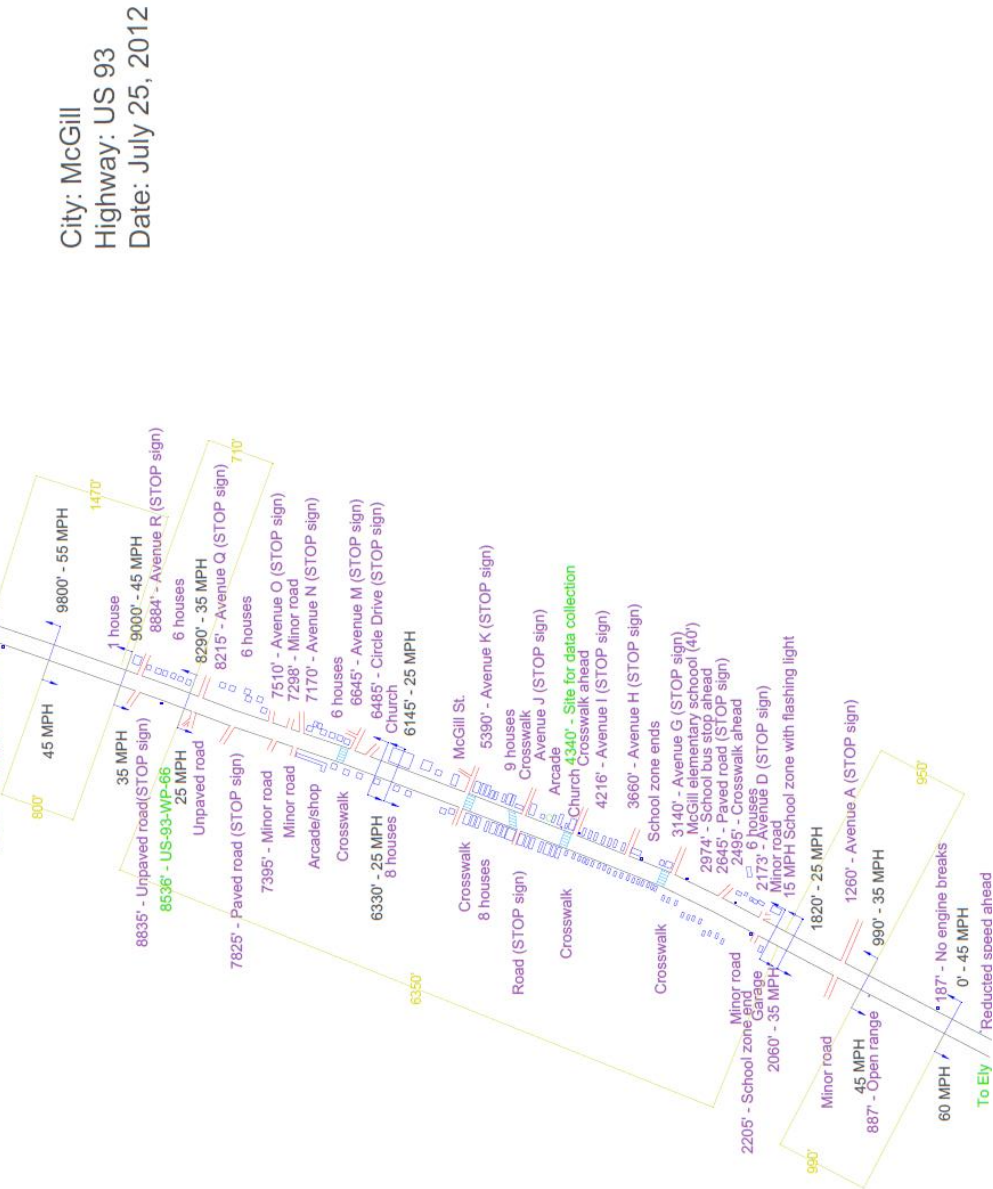 City: McGill
Highway: US 93
Date: July 25, 2012
9800' - 55 MPH
45 MPH
1470'
800'
1 house
9000' - 45 MPH
35 MPH
8884' - Avenue R (STOP sign)
8835' - Unpaved road(STOP sign)
6 houses
710'
8536' - US-93-WP-66
8290' - 35 MPH
25 MPH
8215' - Avenue Q (STOP sign)
Unpaved road
6 houses
7825' - Paved road (STOP sign)
7510' - Avenue O (STOP sign)
7395' - Minor road
7298' - Minor road
Minor road
7170' - Avenue N (STOP sign)
Arcade/shop
6 houses
Crosswalk
6645' - Avenue M (STOP sign)
6485' - Circle Drive (STOP sign)
Church
6330' - 25 MPH
6145' - 25 MPH
8 houses
6350'
McGill St.
Crosswalk
5390' - Avenue K (STOP sign)
8 houses
9 houses
Crosswalk
Road (STOP sign)
Avenue J (STOP sign)
Arcade
Church
4340' - Site for data collection
Crosswalk ahead
Crosswalk
4216' - Avenue I (STOP sign)
3660' - Avenue H (STOP sign)
School zone ends
Crosswalk
3140' - Avenue G (STOP sign)
McGill elementary school (40')
2974' - School bus stop ahead
2645' - Paved road (STOP sign)
2495' - Crosswalk ahead
6 houses
2173' - Avenue D (STOP sign)
Minor road
15 MPH School zone with flashing light
Minor road
2205' - School zone end
Garage
2060' - 35 MPH
1820' - 25 MPH
1260' - Avenue A (STOP sign)
Minor road
950'
990' - 35 MPH
45 MPH
887' - Open range
990'
187' - No engine breaks
0' - 45 MPH
60 MPH
Reducted speed ahead
To Ely